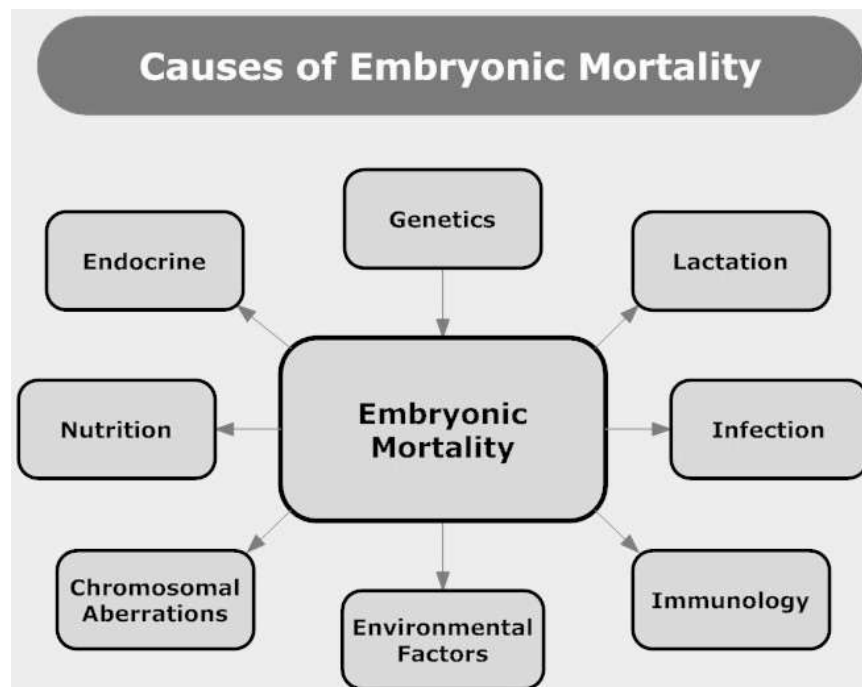 Causes of Embryonic Mortality
Genetics
Endocrine
Lactation
Embryonic
Mortality
Nutrition
Infection
Chromosomal
Aberrations
Environmental
Factors
Immunology